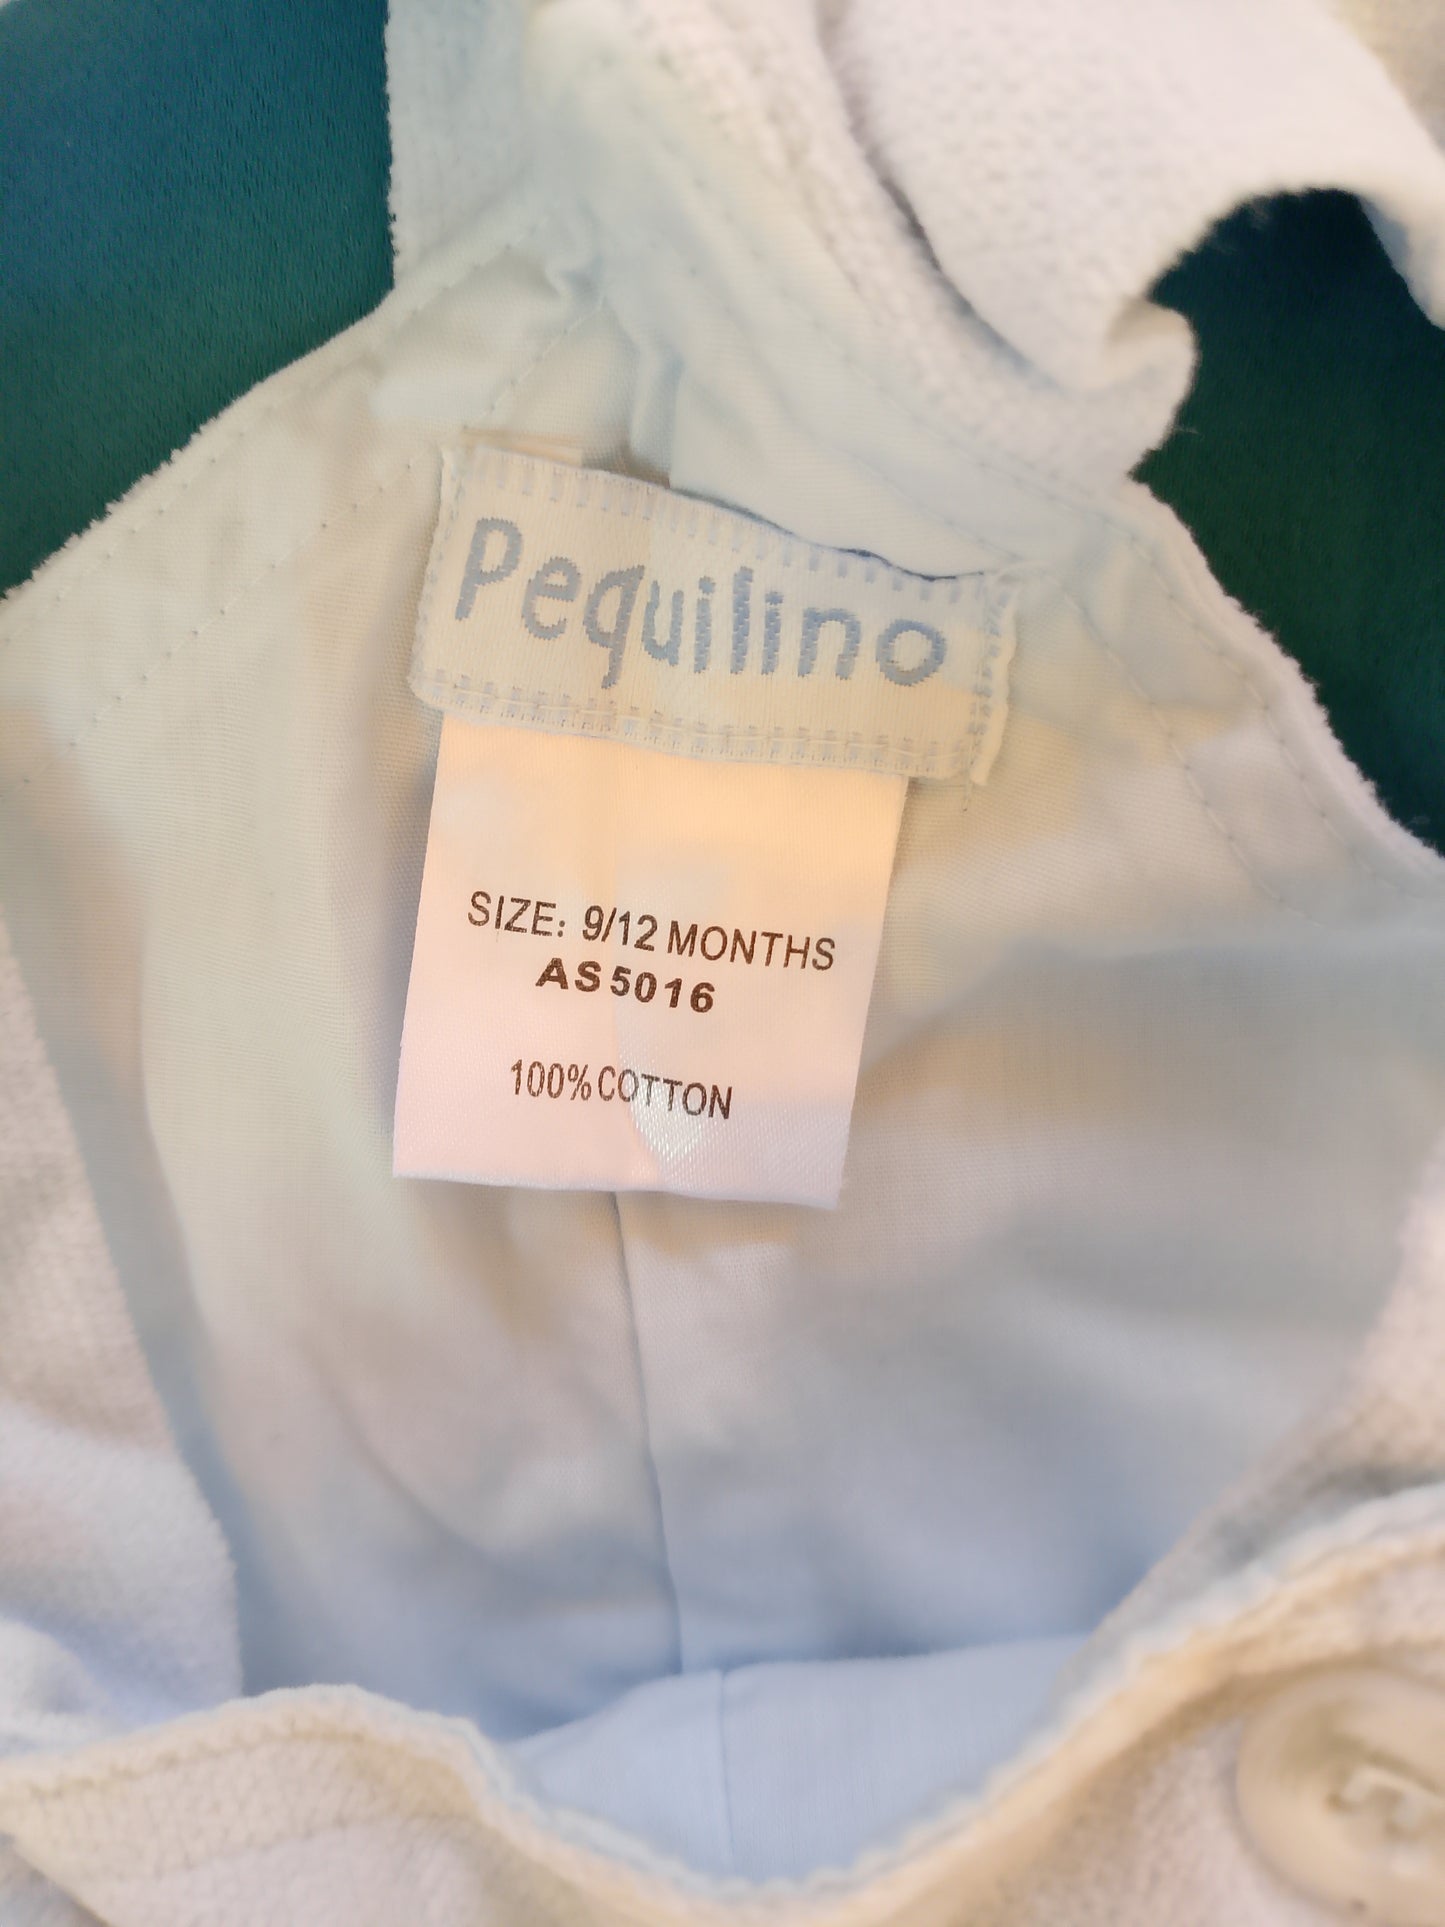 Pequilino
SIZE: 9/12 MONTHS
AS5016
100% COTTON